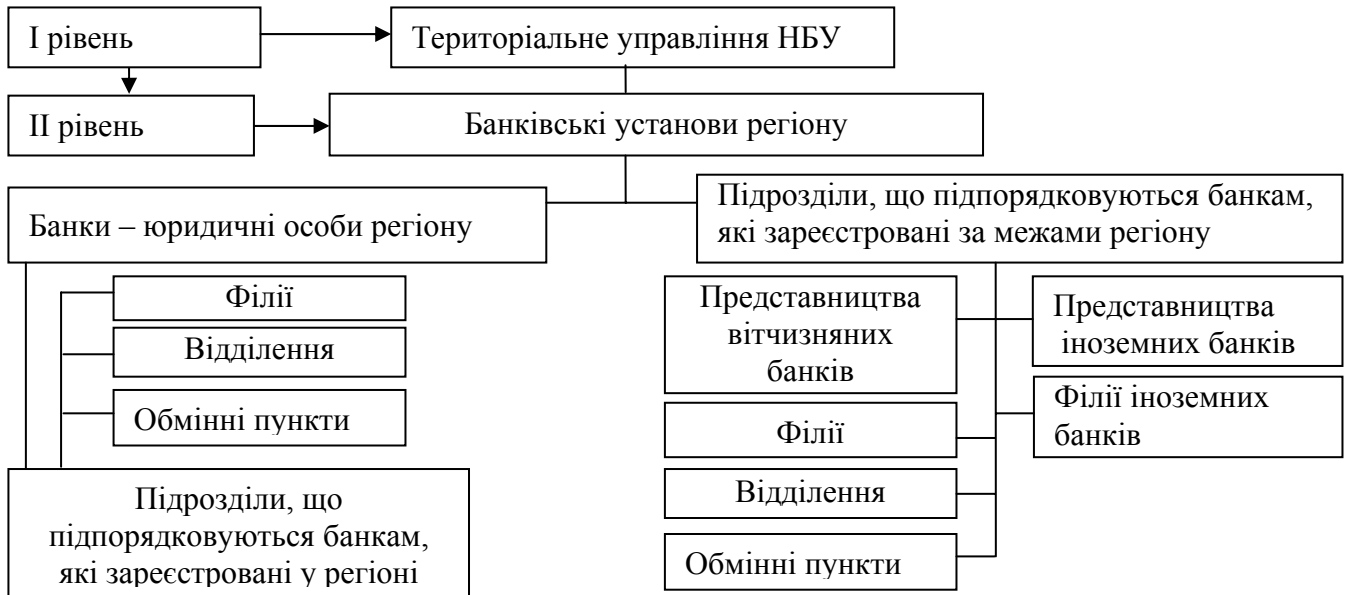 І рівень
Територіальне управління НБУ
ІІ рівень
Банківські установи регіону
Банки – юридичні особи регіону
Підрозділи, що підпорядковуються банкам,
які зареєстровані за межами регіону
Філії
Відділення
Обмінні пункти
Підрозділи, що
підпорядковуються банкам,
які зареєстровані у регіоні
Представництва
вітчизняних
банків
Філії
Відділення
Обмінні пункти
Представництва
іноземних банків
Філії іноземних
банків